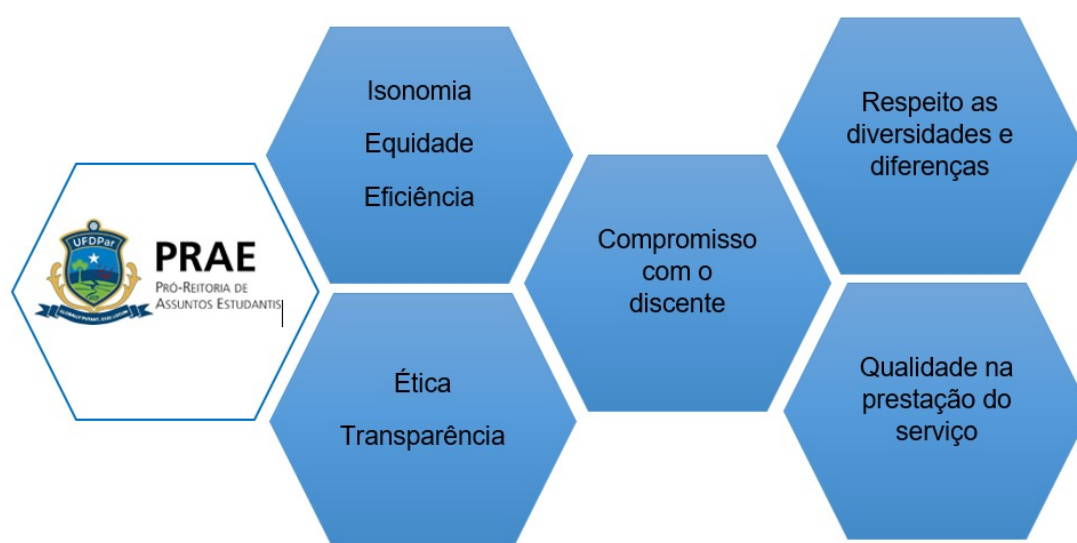 UFDPar
PRAE
PRÓ-REITORIA DE
ASSUNTOS ESTUDANTIS
Isonomia
Equidade
Eficiência
Ética
Transparência
Compromisso
com o
discente
Respeito as
diversidades e
diferenças
Qualidade na
prestação do
serviço